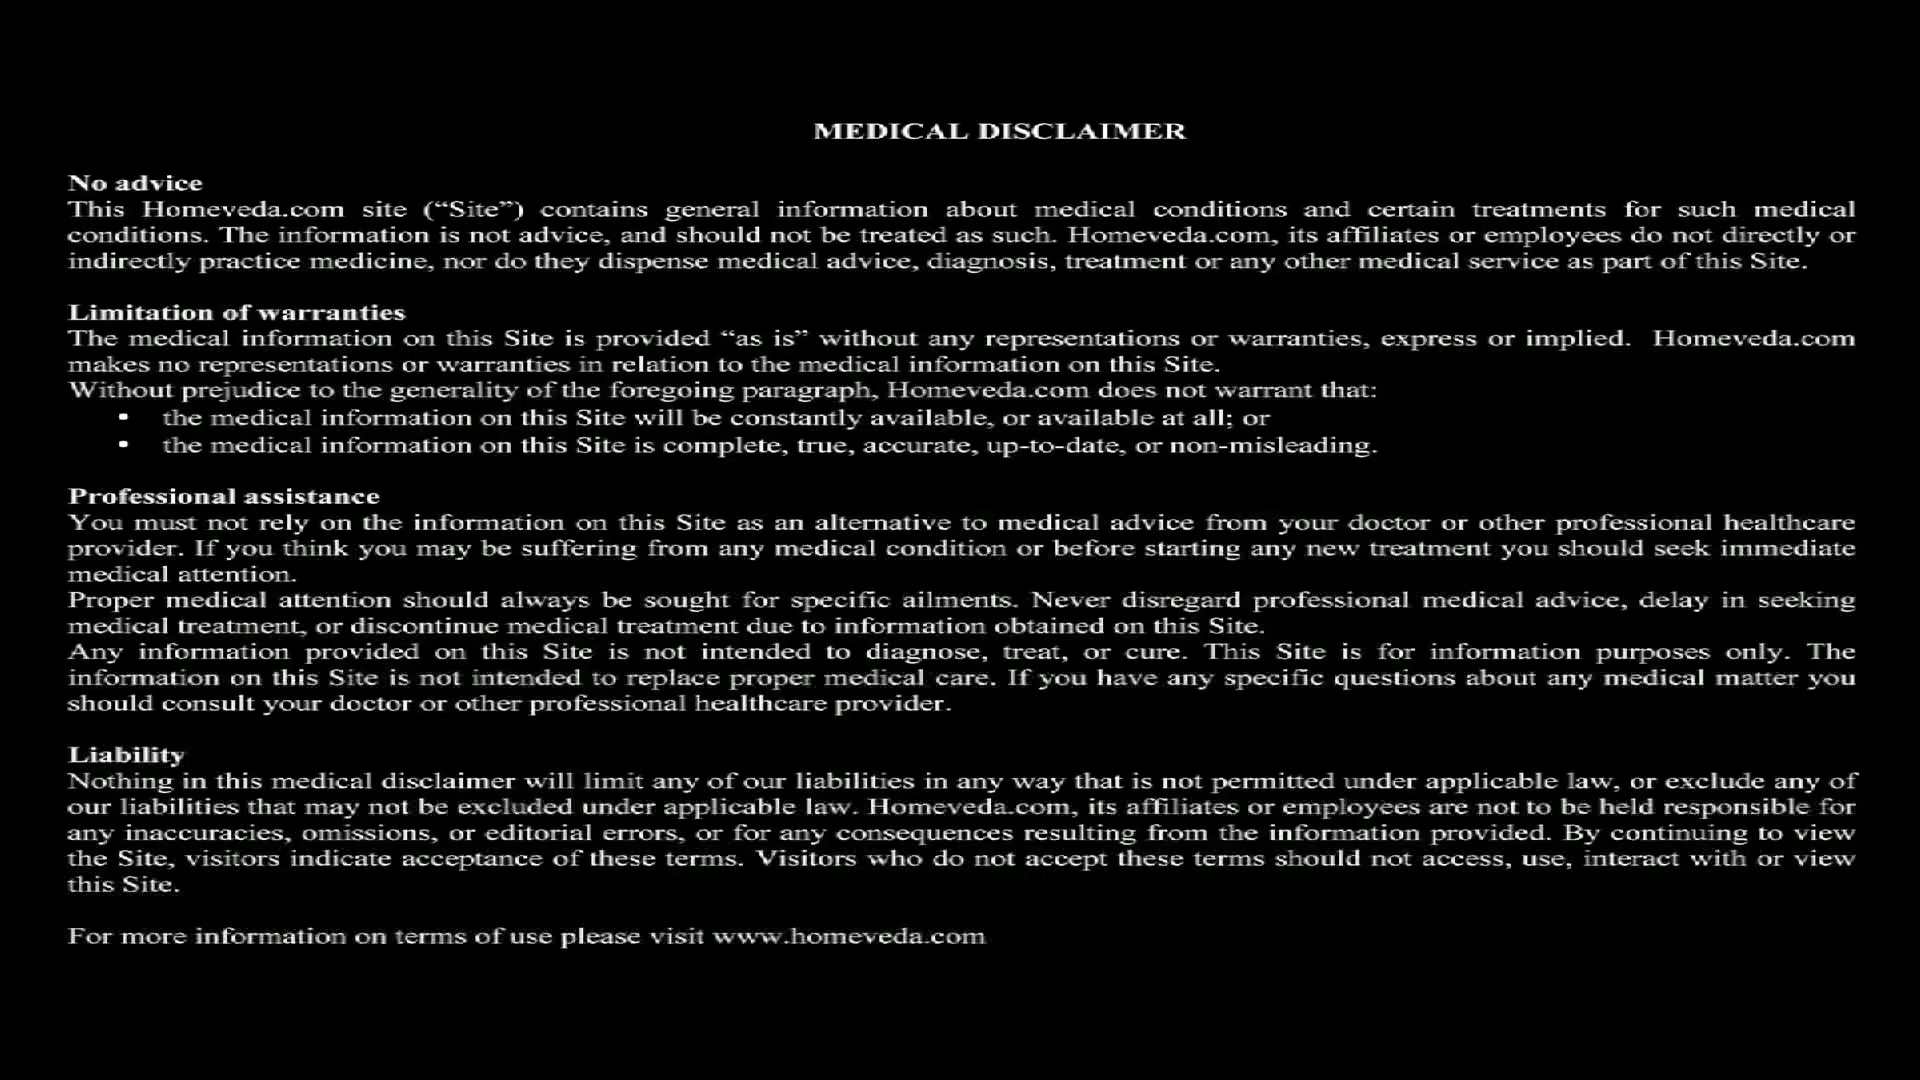 MEDICAL DISCLAIMER
No advice
This Homeveda.com site (“Site”) contains general information about medical conditions and certain treatments for such medical
conditions. The information is not advice, and should not be treated as such. Homeveda.com, its affiliates or employees do not directly or
indirectly practice medicine, nor do they dispense medical advice, diagnosis, treatment or any other medical service as part of this Site.
Limitation of warranties
The medical information on this Site is provided “as is” without any representations or warranties, express or implied. Homeveda.com
makes no representations or warranties in relation to the medical information on this Site.
Without prejudice to the generality of the foregoing paragraph, Homeveda.com does not warrant that:
• the medical information on this Site will be constantly available, or available at all; or
• the medical information on this Site is complete, true, accurate, up-to-date, or non-misleading.
Professional assistance
You must not rely on the information on this Site as an alternative to medical advice from your doctor or other professional healthcare
provider. If you think you may be suffering from any medical condition or before starting any new treatment you should seek immediate
medical attention.
Proper medical attention should always be sought for specific ailments. Never disregard professional medical advice, delay in seeking
medical treatment, or discontinue medical treatment due to information obtained on this Site.
Any information provided on this Site is not intended to diagnose, treat, or cure. This Site is for information purposes only. The
information on this Site is not intended to replace proper medical care. If you have any specific questions about any medical matter you
should consult your doctor or other professional healthcare provider.
Liability
Nothing in this medical disclaimer will limit any of our liabilities in any way that is not permitted under applicable law, or exclude any of
our liabilities that may not be excluded under applicable law. Homeveda.com, its affiliates or employees are not to be held responsible for
any inaccuracies, omissions, or editorial errors, or for any consequences resulting from the information provided. By continuing to view
the Site, visitors indicate acceptance of these terms. Visitors who do not accept these terms should not access, use, interact with or view
this Site.
For more information on terms of use please visit www.homeveda.com